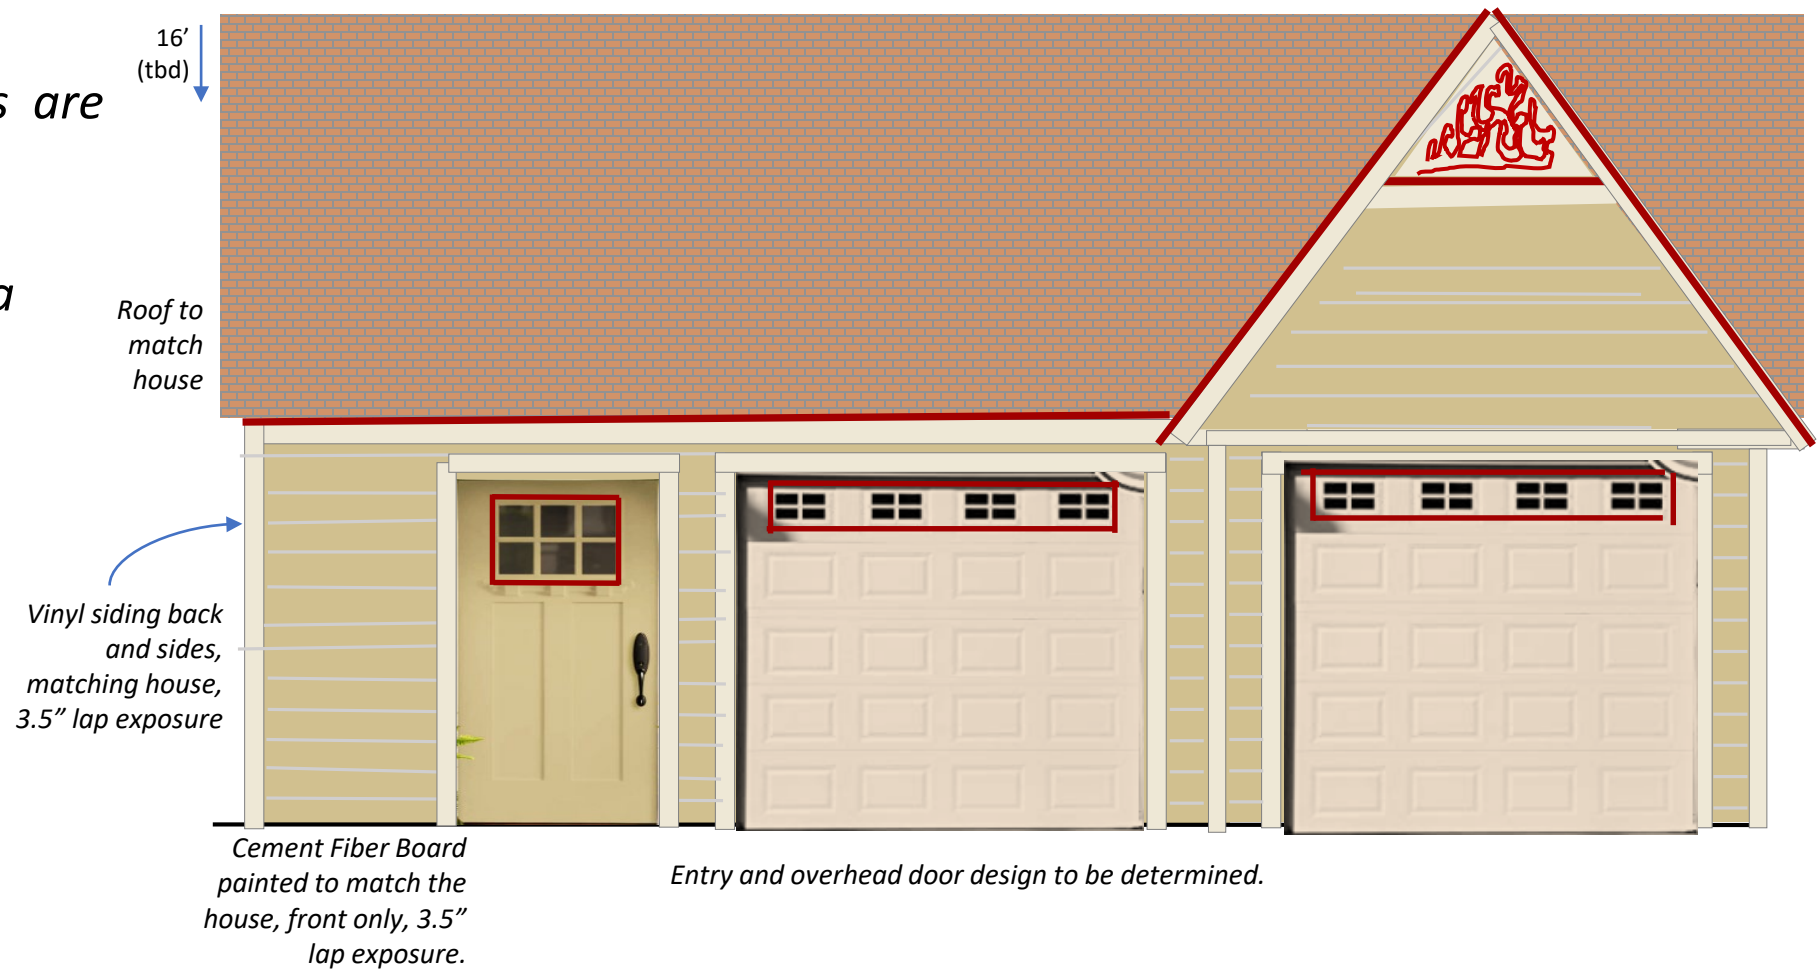 16’
(tbd)
s are
a
Roof to
match
house
Vinyl siding back
and sides,
matching house,
3.5” lap exposure
Cement Fiber Board
painted to match the
house, front only, 3.5”
lap exposure.
Entry and overhead door design to be determined.